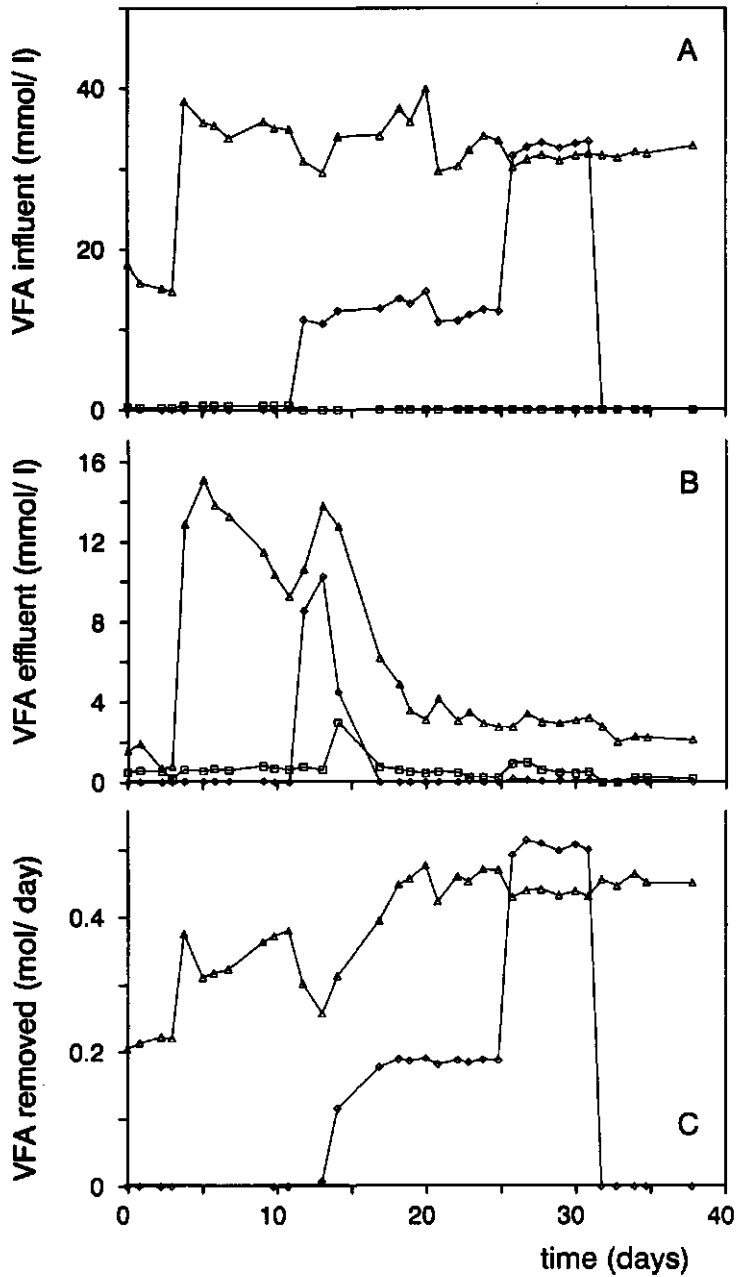 A
VFA influent (mmol/ l)
40
20
0
B
VFA effluent (mmol/ l)
16
12
8
4
0
C
VFA removed (mol/ day)
0.4
0.2
0
0 10 20 30 40
time (days)